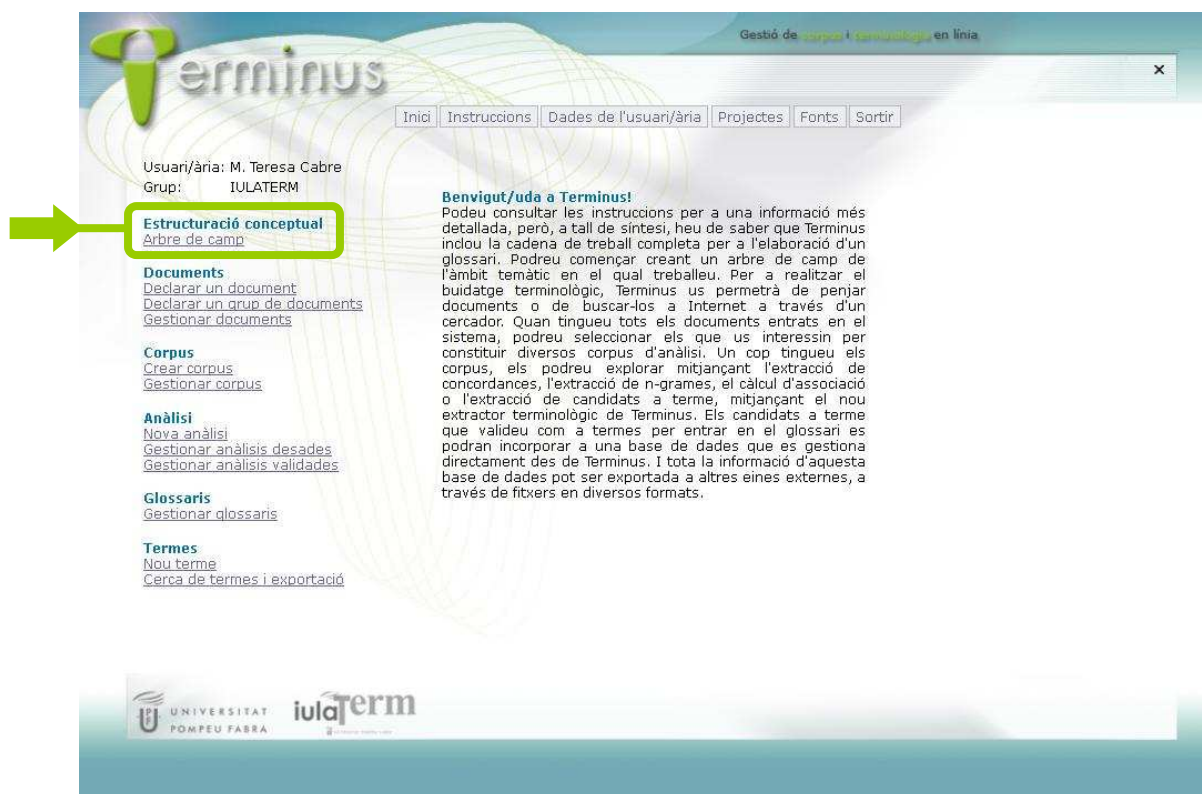 Gestió de corpus i terminologia en línia
Terminus
×
Inici Instruccions Dades de l'usuari/ària Projectes Fonts Sortir
Usuari/ària: M. Teresa Cabre
Grup: IULATERM
Estructuració conceptual
Arbre de camp
Documents
Declarar un document
Declarar un grup de documents
Gestionar documents
Corpus
Crear corpus
Gestionar corpus
Anàlisi
Nova anàlisi
Gestionar anàlisis desades
Gestionar anàlisis validades
Glossaris
Gestionar glossaris
Termes
Nou terme
Cerca de termes i exportació
Benvigut/uda a Terminus!
Podeu consultar les instruccions per a una informació més
detallada, però, a tall de síntesi, heu de saber que Terminus
inclou la cadena de treball completa per a l'elaboració d'un
glossari. Podreu començar creant un arbre de camp de
l'àmbit temàtic en el qual treballeu. Per a realitzar el
buidatge terminològic, Terminus us permetrà de penjar
documents o de buscar-los a Internet a través d'un
cercador. Quan tingueu tots els documents entrats en el
sistema, podreu seleccionar els que us interessin per
constituir diversos corpus d'anàlisi. Un cop tingueu els
corpus, els podreu explorar mitjançant l'extracció de
concordances, l'extracció de n-grames, el càlcul d'associació
o l'extracció de candidats a terme, mitjançant el nou
extractor terminològic de Terminus. Els candidats a terme
que valideu com a termes per entrar en el glossari es
podran incorporar a una base de dades que es gestiona
directament des de Terminus. I tota la informació d'aquesta
base de dades pot ser exportada a altres eines externes, a
través de fitxers en diversos formats.
UNIVERSITAT
POMPEU FABRA
iulaTerm